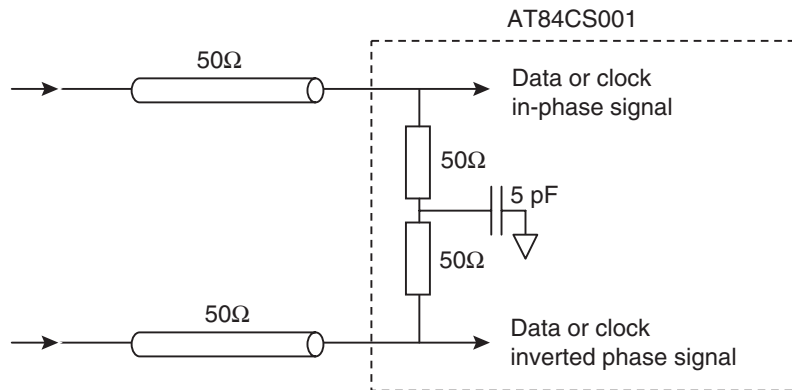 AT84CS001
50Ω
Data or clock
in-phase signal
50Ω
5 pF
50Ω
50Ω
Data or clock
inverted phase signal